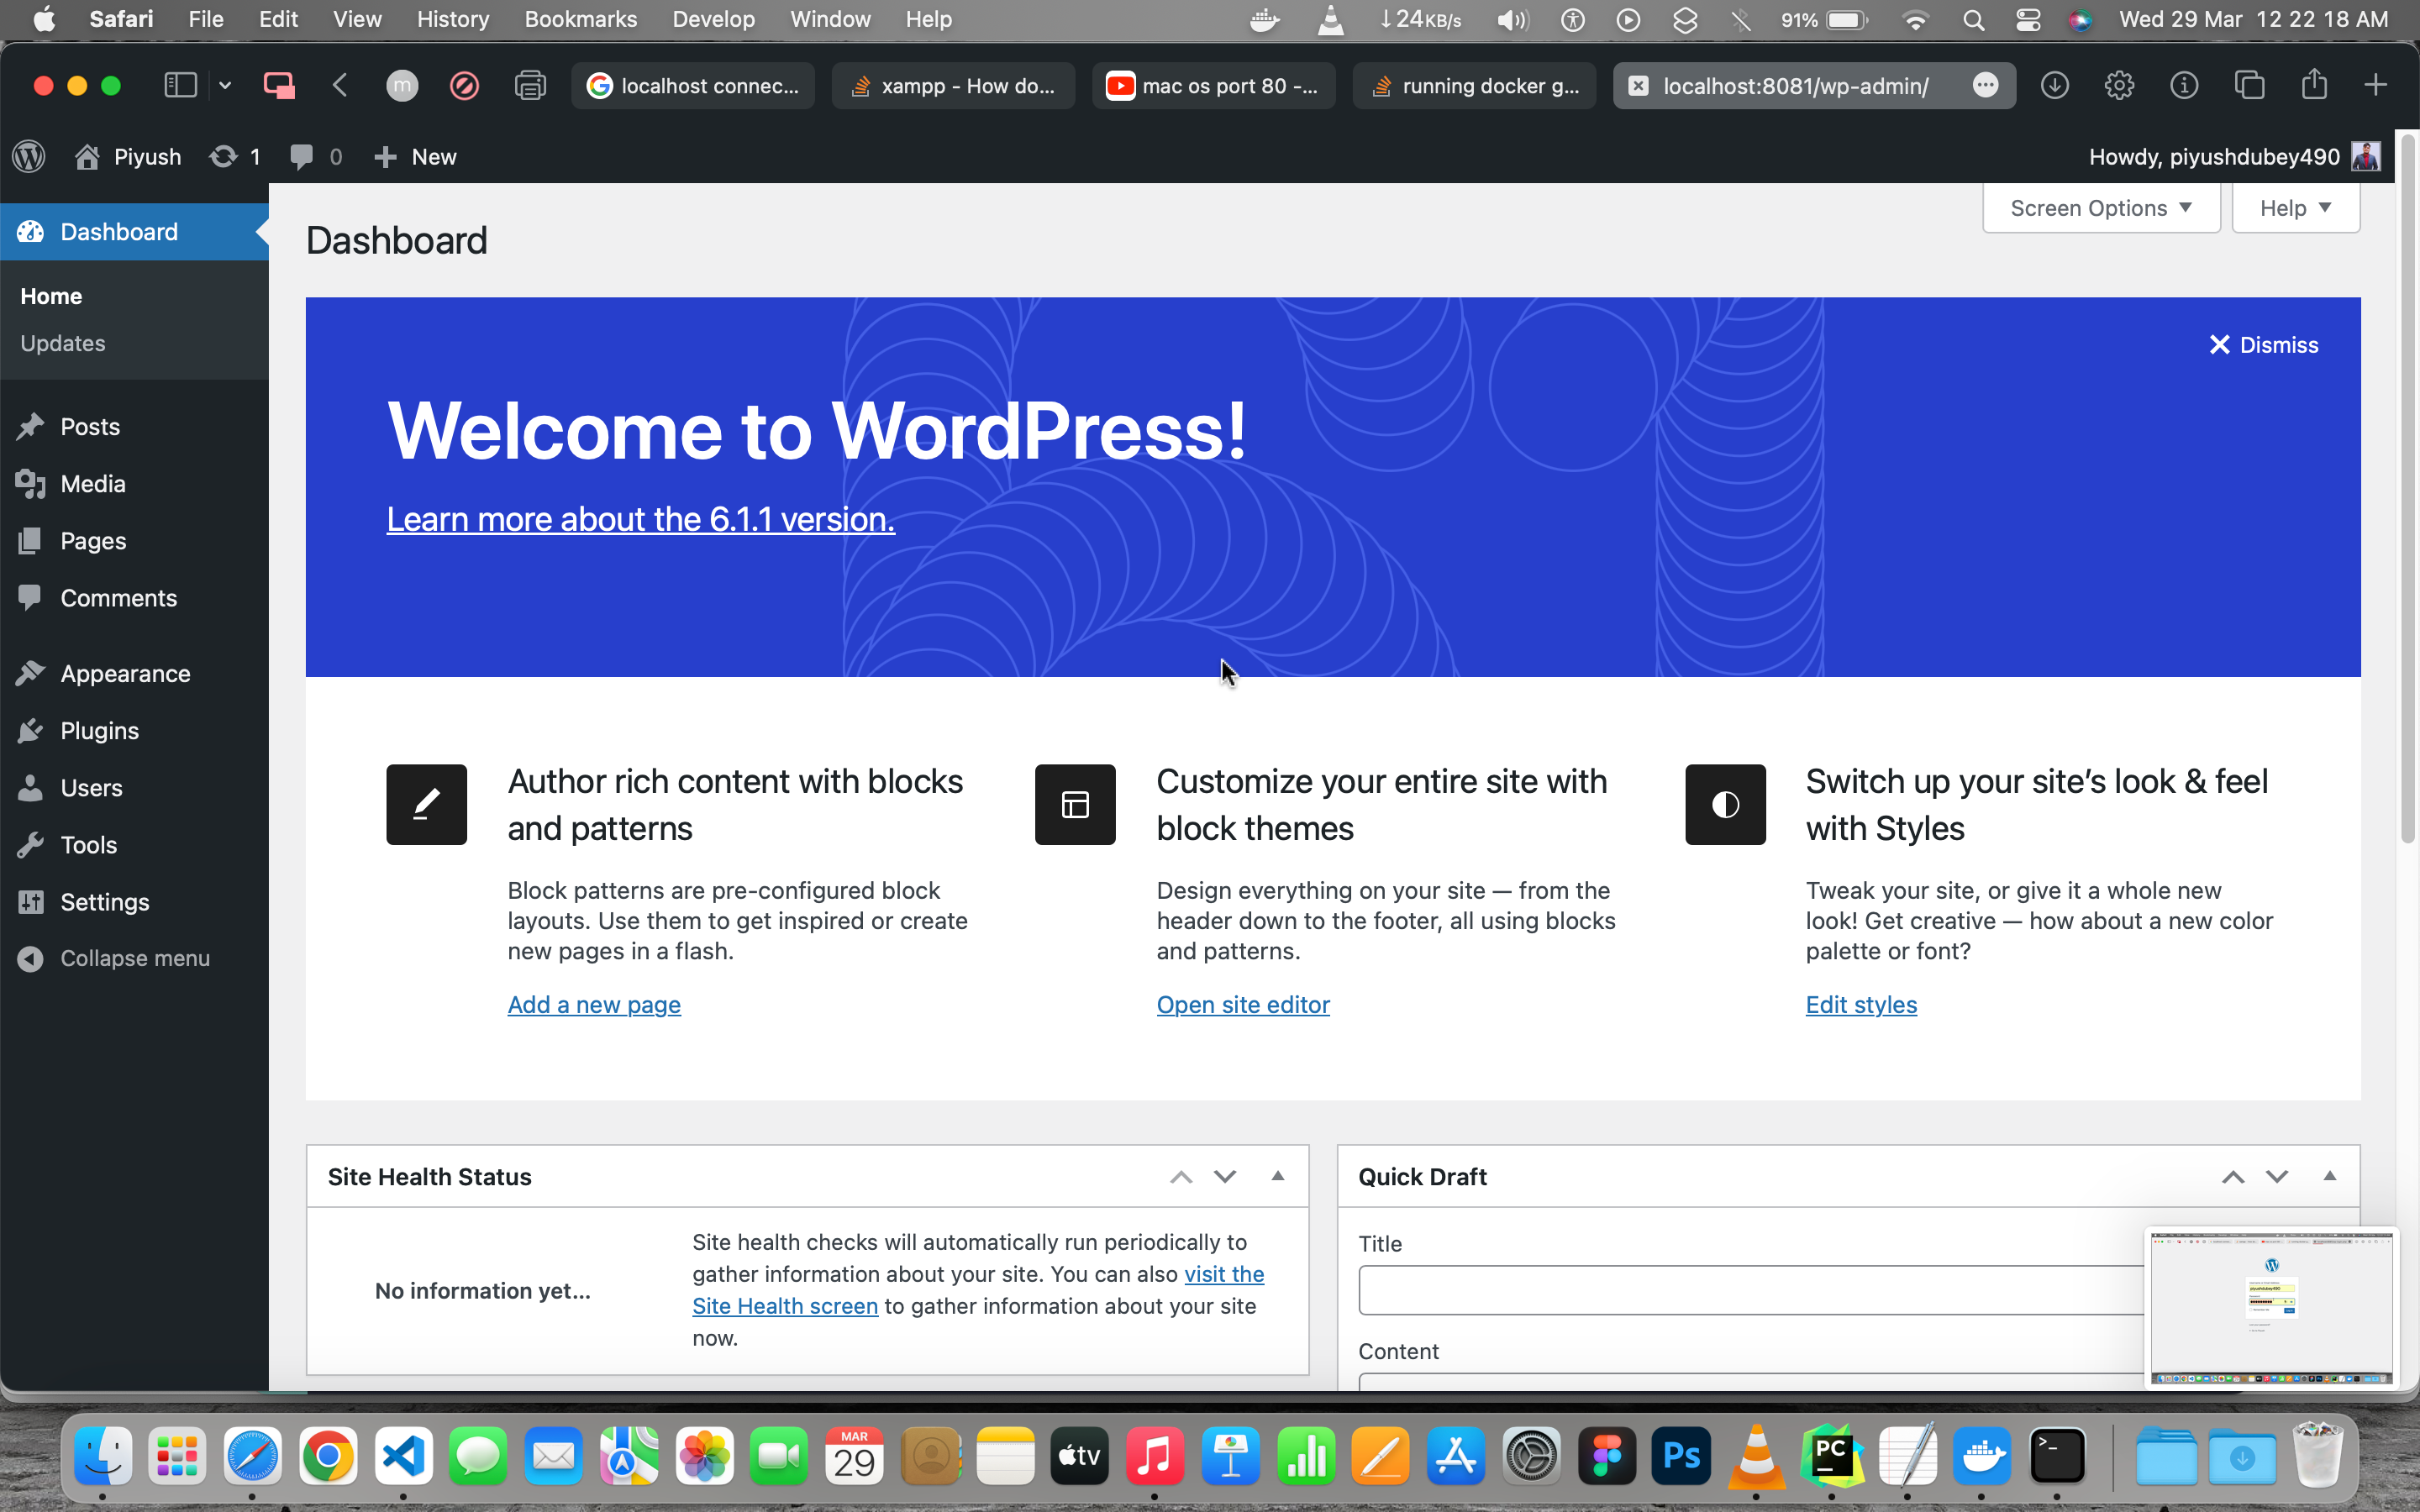 Safari File Edit View History Bookmarks Develop Window Help
↓24KB/s 91% Wed 29 Mar 12 22 18 AM
m
localhost connec...
xampp - How do...
mac os port 80 -...
running docker g...
localhost:8081/wp-admin/
Piyush 1 0 + New
Howdy, piyushdubey490
Screen Options ▼
Help ▼
Dashboard
Home
Updates
Posts
Media
Pages
Comments
Appearance
Plugins
Users
Tools
Settings
Collapse menu
Dashboard
Dismiss
Welcome to WordPress!
Learn more about the 6.1.1 version.
Author rich content with blocks
and patterns
Block patterns are pre-configured block
layouts. Use them to get inspired or create
new pages in a flash.
Add a new page
Customize your entire site with
block themes
Design everything on your site — from the
header down to the footer, all using blocks
and patterns.
Open site editor
Switch up your site’s look & feel
with Styles
Tweak your site, or give it a whole new
look! Get creative — how about a new color
palette or font?
Edit styles
Site Health Status
No information yet...
Site health checks will automatically run periodically to
gather information about your site. You can also visit the
Site Health screen to gather information about your site
now.
Quick Draft
Title
Content
MAR
29
tv
Ps
PC
>_